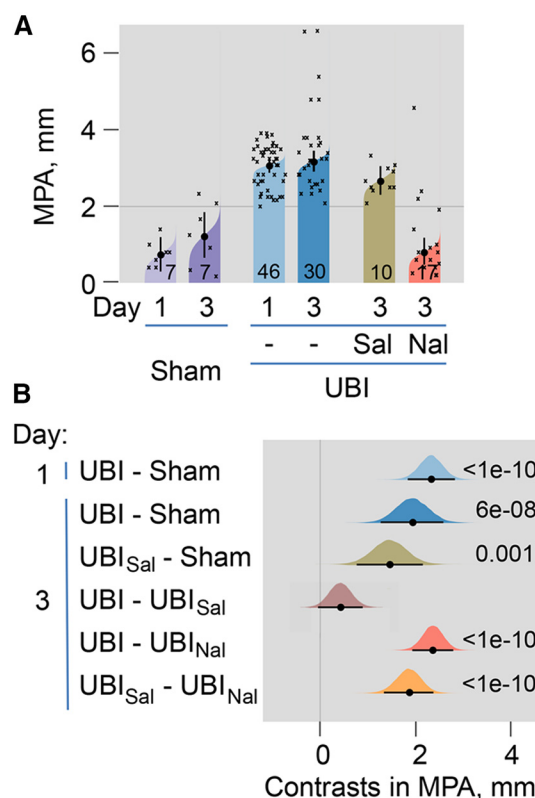 A
MPA, mm
6
4
2
0
7 7 46 30 10 17
Day 1 3 1 3 3 3
- - Sal Nal
Sham
UBI
B
Day:
1 UBI - Sham <1e-10
UBI - Sham 6e-08
UBISal - Sham 0.001
3 UBI - UBISal
UBI - UBINal <1e-10
UBISal - UBINal <1e-10
0 2 4
Contrasts in MPA, mm